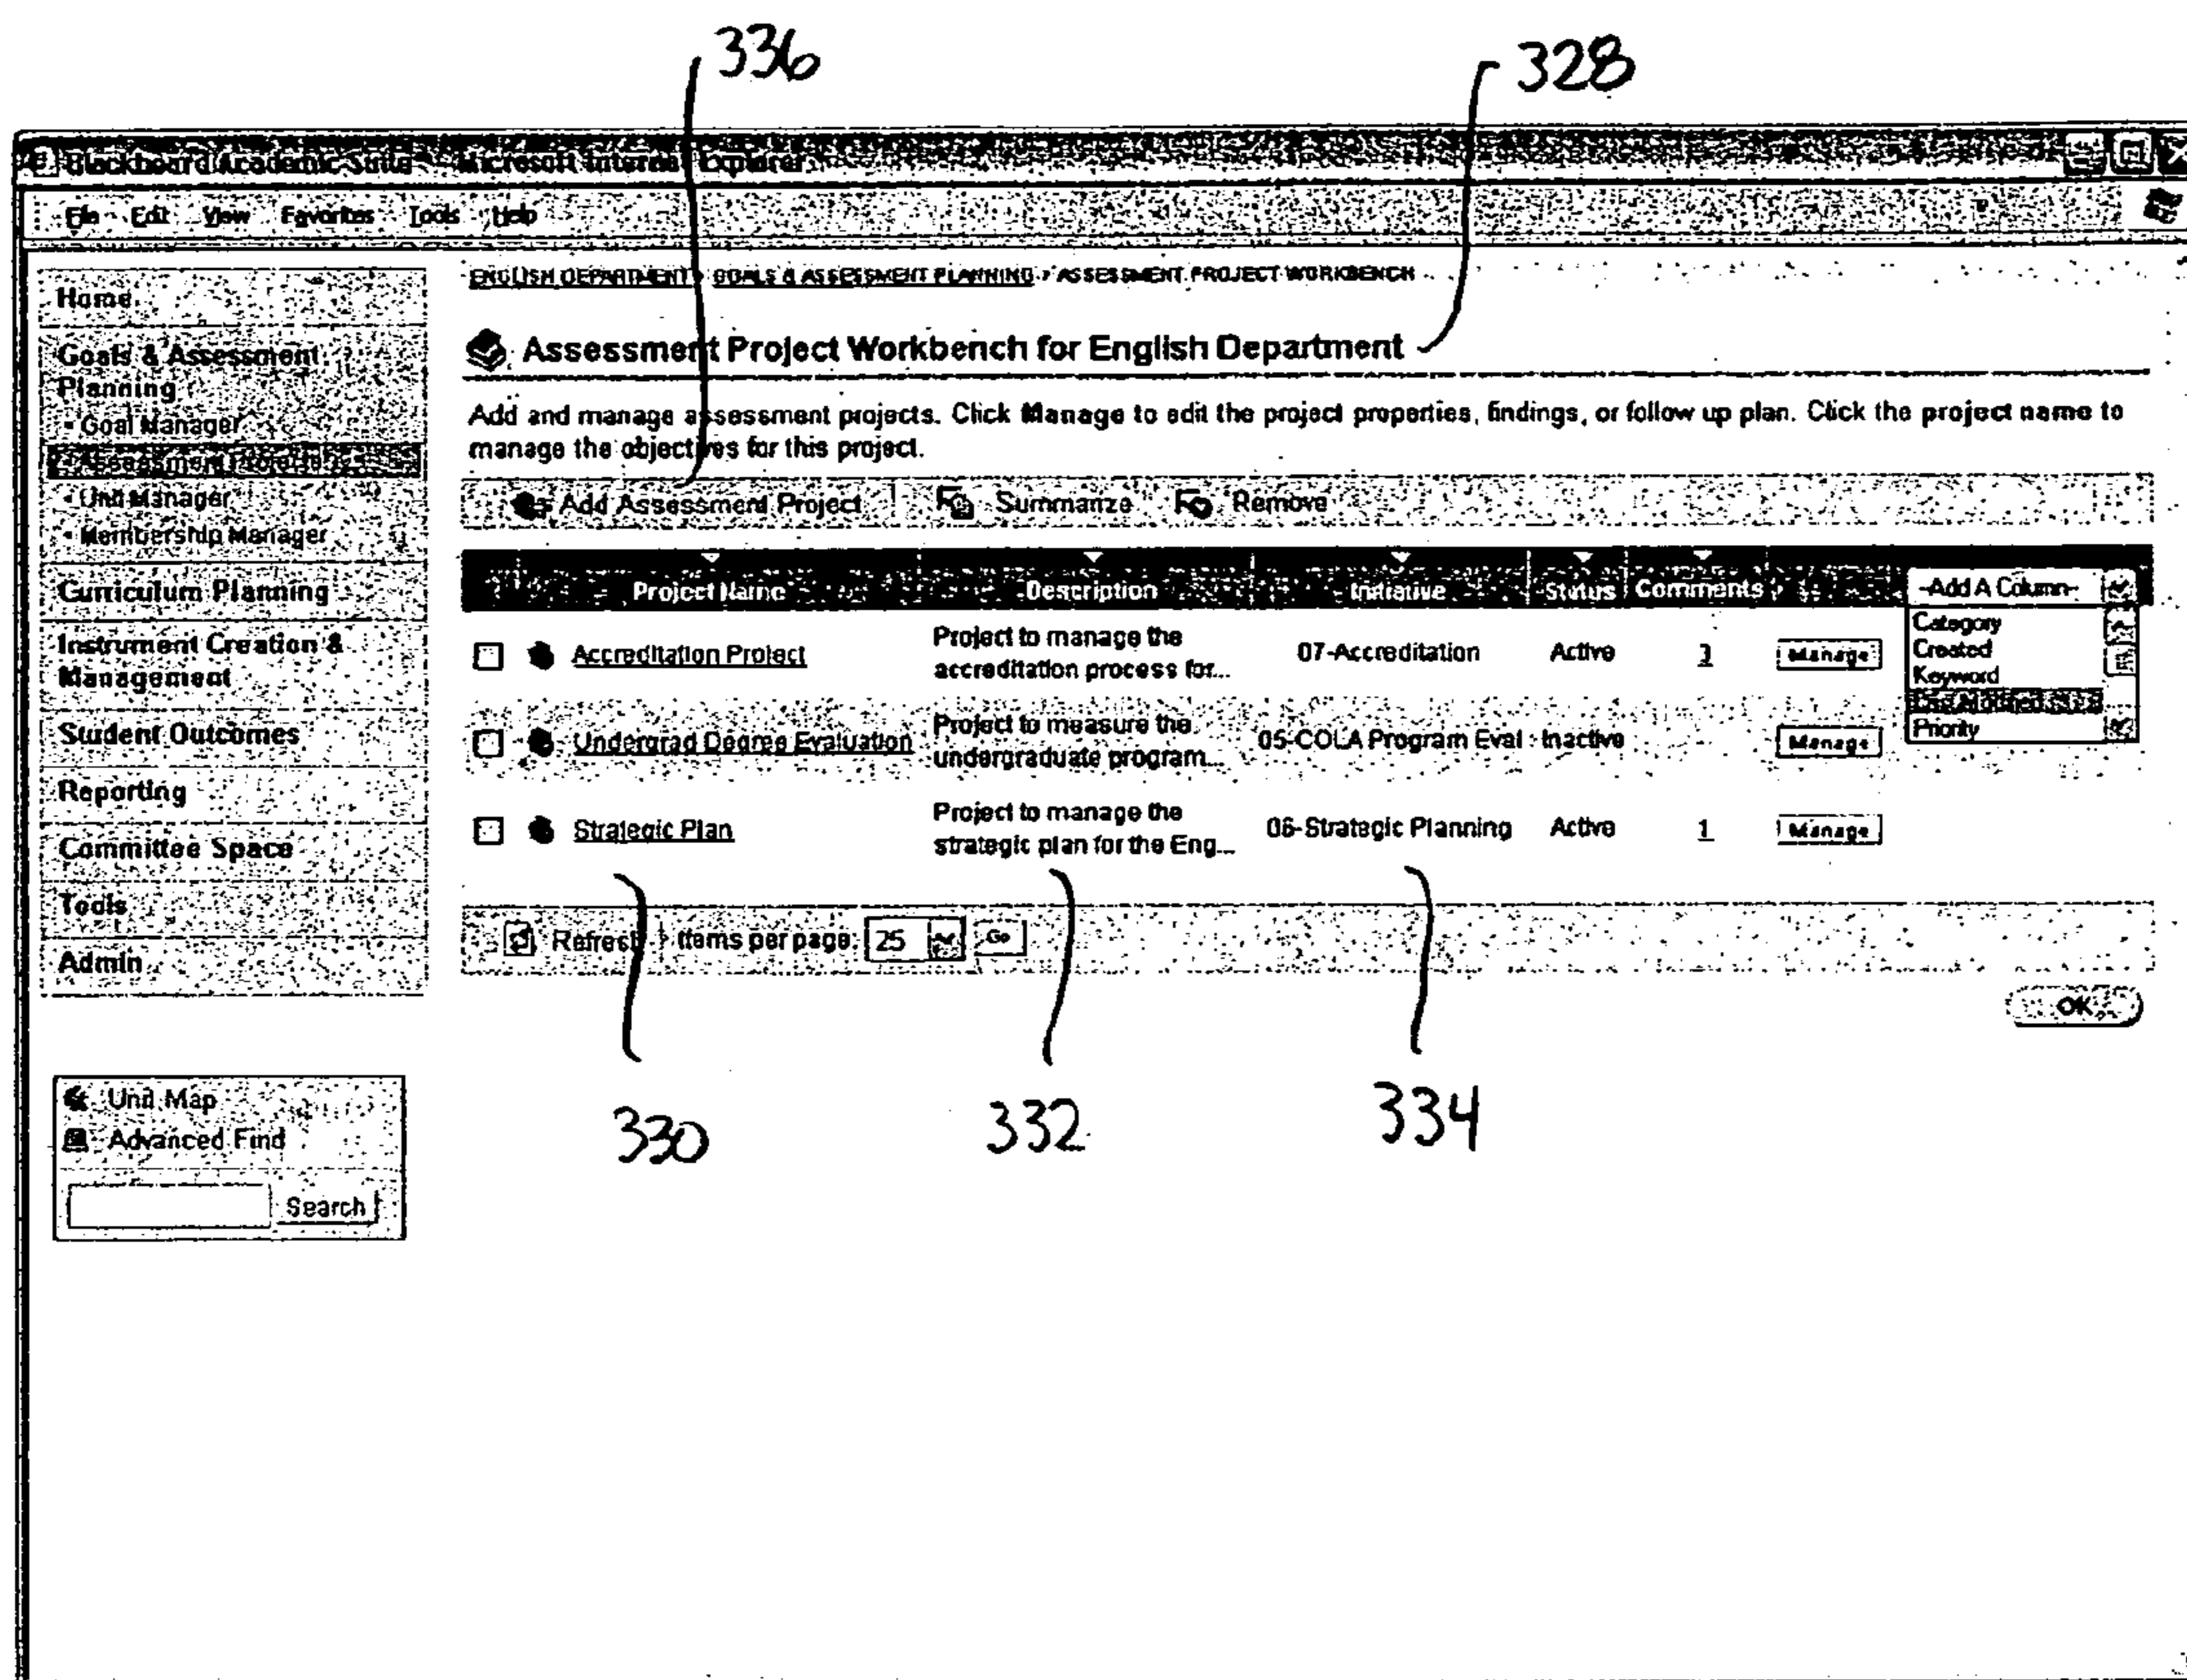 336
328
Blackboard Academic Suite - Microsoft Internet Explorer
File Edit View Favorites Tools Help
ENGLISH DEPARTMENT > GOALS & ASSESSMENT PLANNING > ASSESSMENT PROJECT WORKBENCH
Home
Goals & Assessment
Planning
Goal Manager
Unit Manager
Membership Manager
Curriculum Planning
Instrument Creation &
Management
Student Outcomes
Reporting
Committee Space
Tools
Admin
Unit Map
Advanced Find
Search
Assessment Project Workbench for English Department
Add and manage assessment projects. Click Manage to edit the project properties, findings, or follow up plan. Click the project name to
manage the objectives for this project.
Add Assessment Project Summarize Remove
Project Name Description Initiative Status Comments -Add A Column-
Category
Created
Keyword
Last Modified
Priority
Accreditation Project Project to manage the accreditation process for... 07-Accreditation Active Manage
Undergrad Degree Evaluation Project to measure the undergraduate program... 05-COLA Program Eval Inactive Manage
Strategic Plan Project to manage the strategic plan for the Eng... 06-Strategic Planning Active 1 Manage
Refresh Items per page: 25 Go
OK
330
332
334